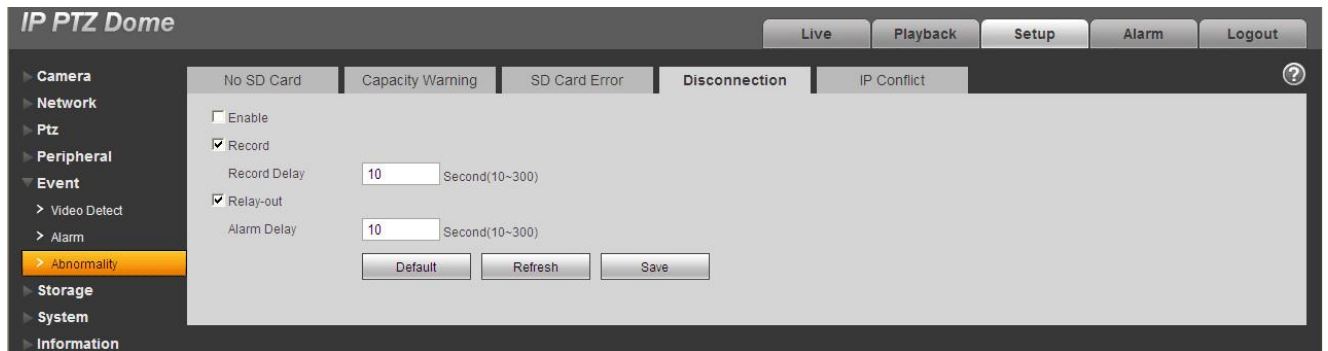 IP PTZ Dome
Live Playback Setup Alarm Logout
Camera
Network
Ptz
Peripheral
Event
> Video Detect
> Alarm
> Abnormality
Storage
System
Information
No SD Card Capacity Warning SD Card Error Disconnection IP Conflict ?
Enable
Record
Record Delay 10 Second(10~300)
Relay-out
Alarm Delay 10 Second(10~300)
Default Refresh Save